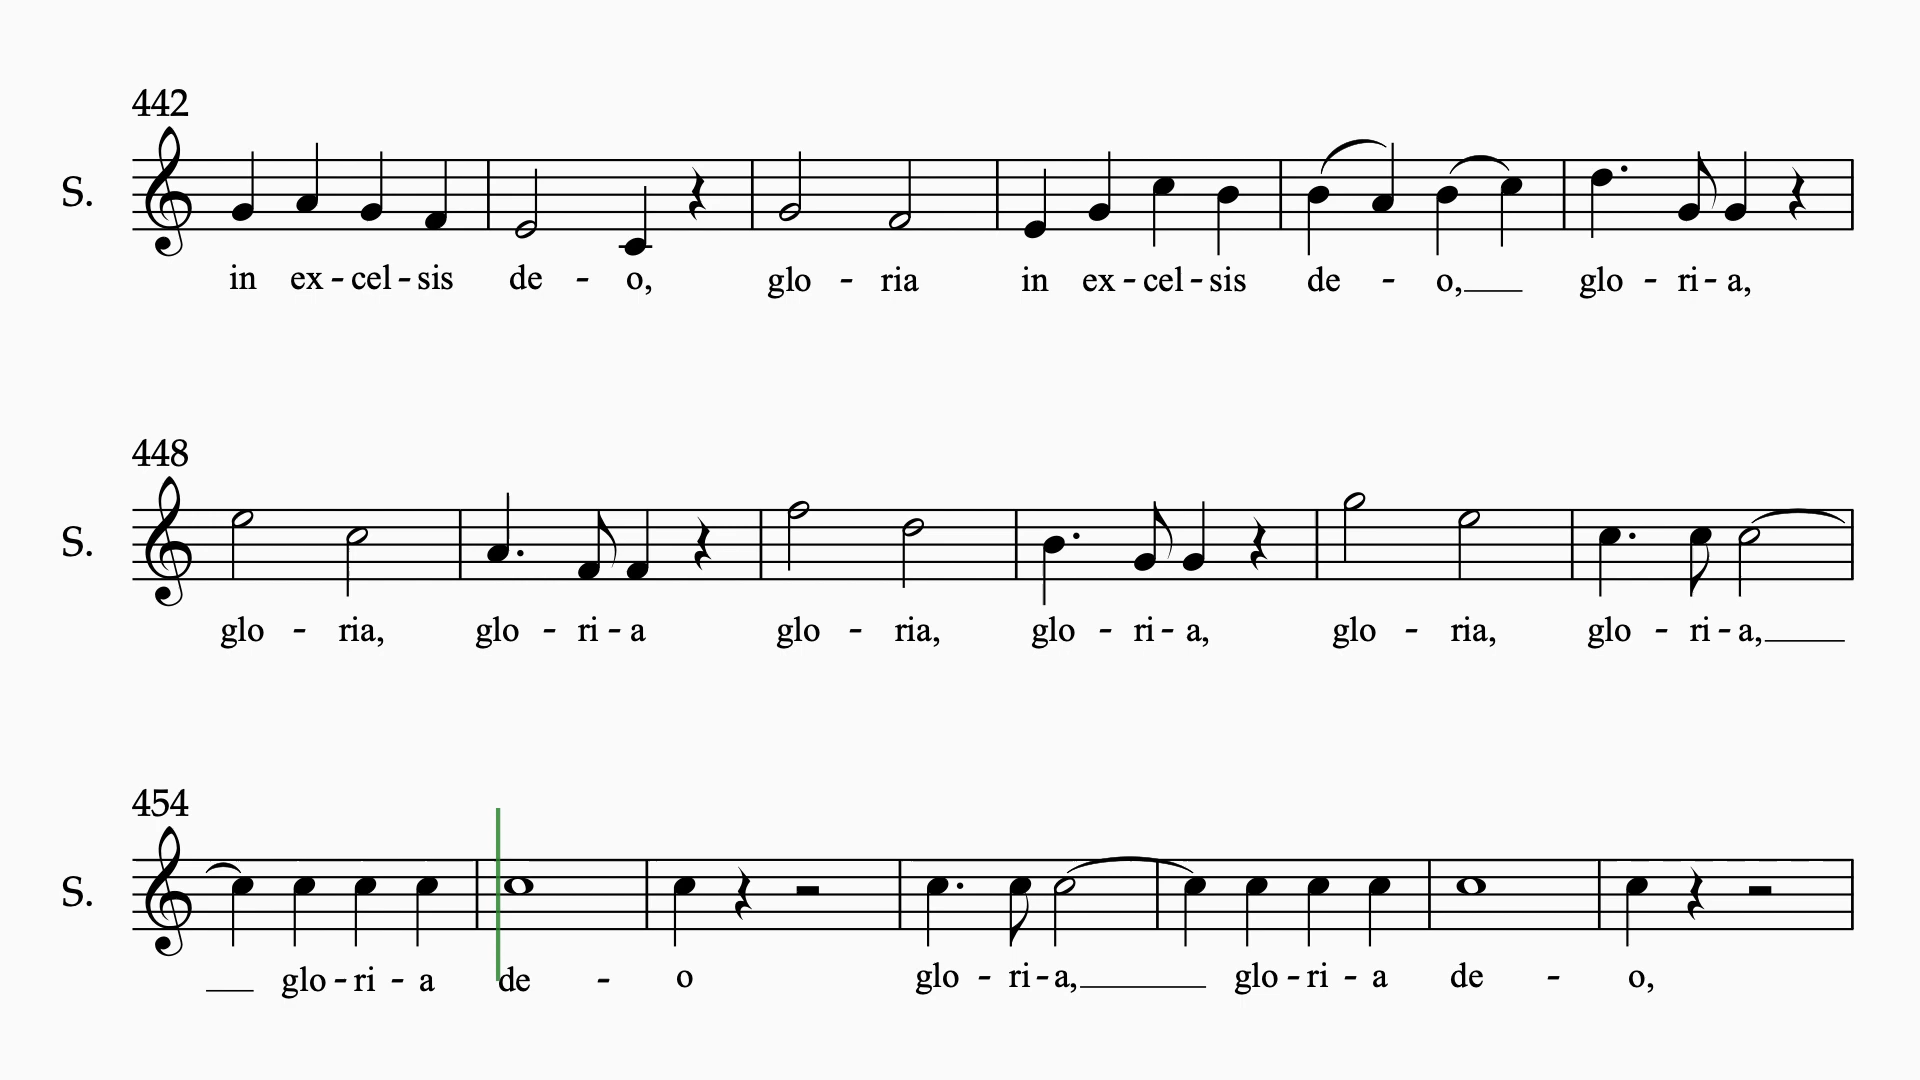 442
S.
in ex - cel - sis de - o, glo - ria in ex - cel - sis de - o, glo - ri - a,
448
S.
glo - ria, glo - ri - a glo - ria, glo - ri - a, glo - ria, glo - ri - a,
454
S.
glo - ri - a de - o glo - ri - a, glo - ri - a de - o,